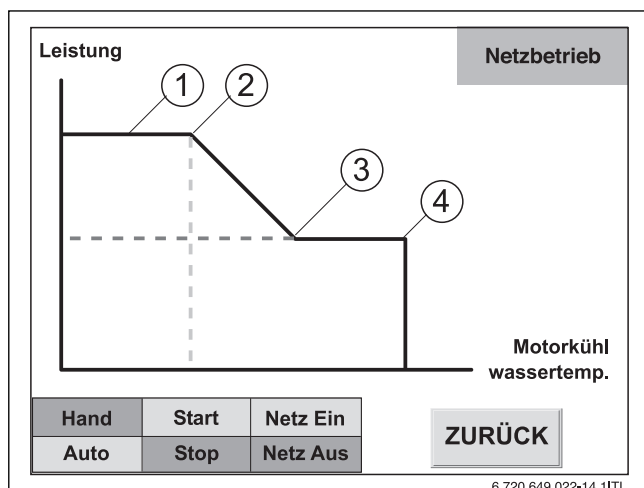 Leistung
Netzbetrieb
1
2
3
4
Motorkühl
wassertemp.
Hand Start Netz Ein
Auto Stop Netz Aus
ZURÜCK
6 720 649 022-14.1ITL